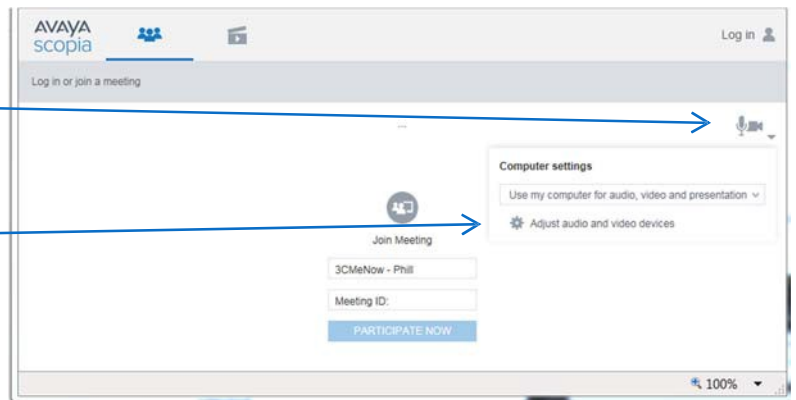 AVAYA
scopia
Log in
Log in or join a meeting
...
Computer settings
Use my computer for audio, video and presentation
Adjust audio and video devices
Join Meeting
3CMeNow - Phill
Meeting ID:
PARTICIPATE NOW
100%